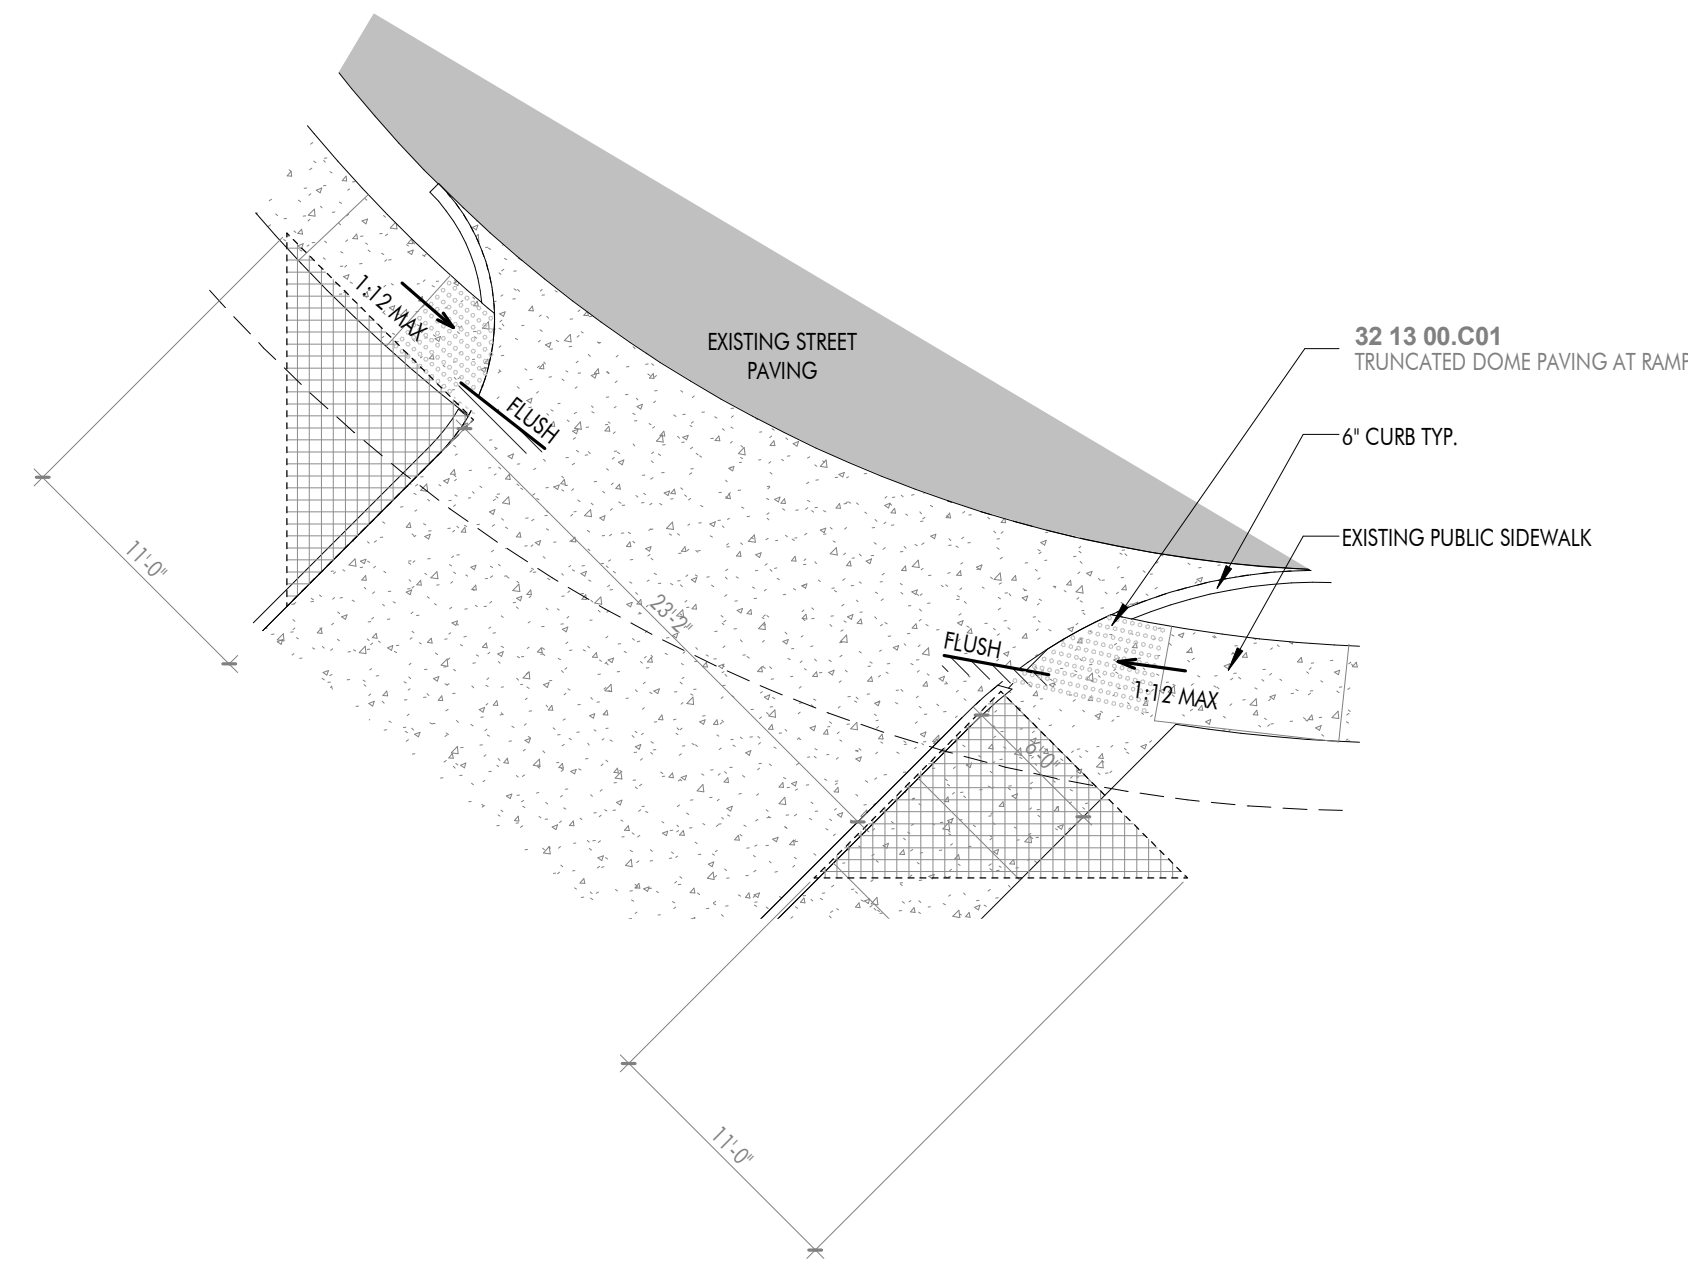 1:12 MAX
FLUSH
EXISTING STREET
PAVING
32 13 00.C01
TRUNCATED DOME PAVING AT RAMP
6" CURB TYP.
EXISTING PUBLIC SIDEWALK
11'-0"
23'-2"
FLUSH
1:12 MAX
6'-0"
11'-0"